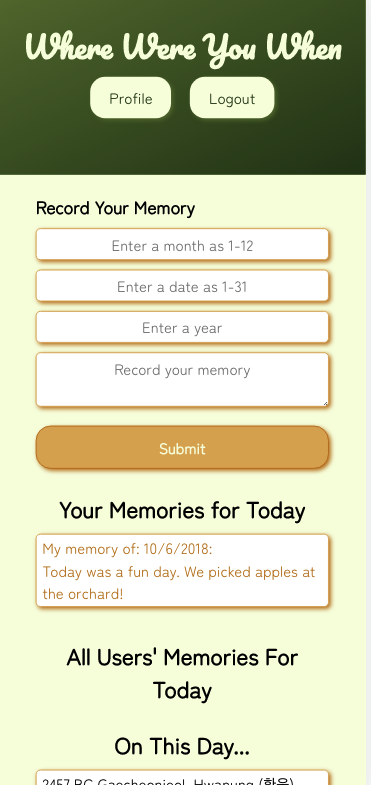 Where Were You When
Profile Logout
Record Your Memory
Enter a month as 1-12
Enter a date as 1-31
Enter a year
Record your memory
Submit
Your Memories for Today
My memory of: 10/6/2018:
Today was a fun day. We picked apples at
the orchard!
All Users' Memories For
Today
On This Day...
2457 BC Gaecheonjeol, Hwanung (환웅)